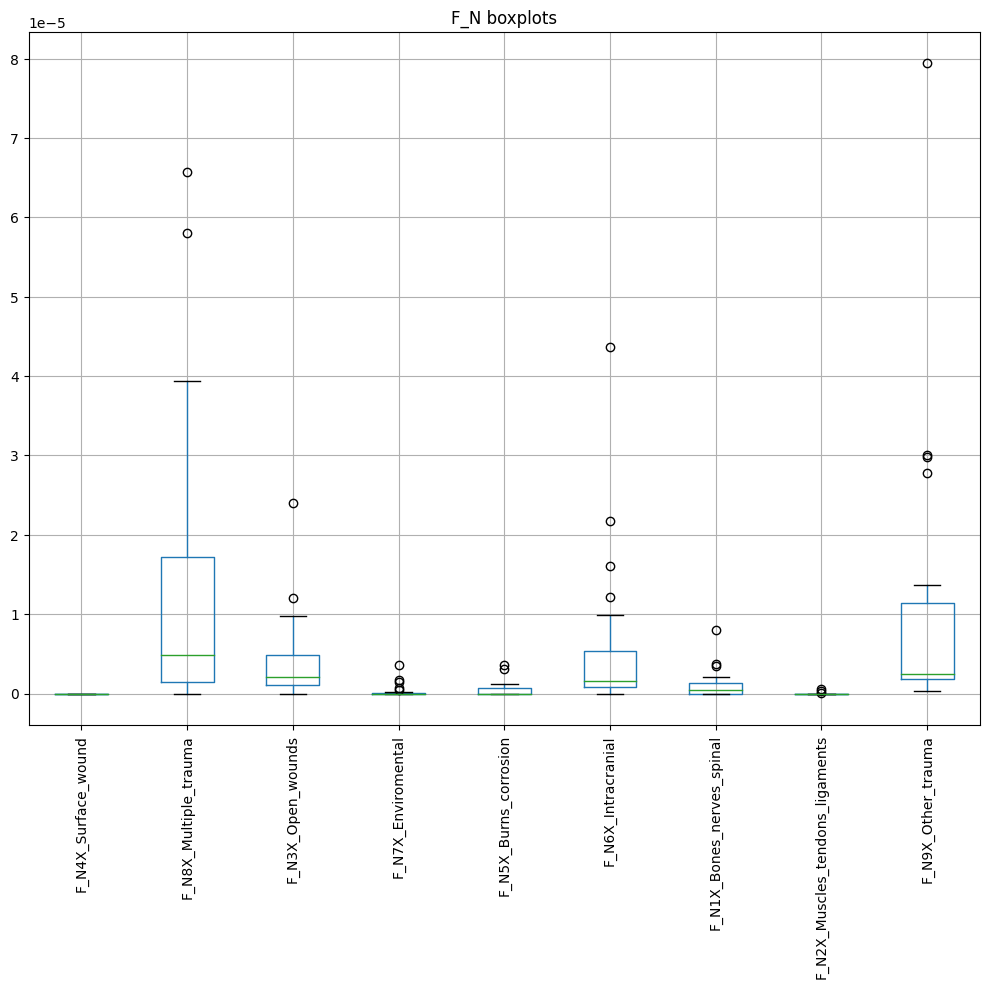 F_N boxplots
1e−5
8
7
6
5
4
3
2
1
0
F_N4X_Surface_wound
F_N8X_Multiple_trauma
F_N3X_Open_wounds
F_N7X_Enviromental
F_N5X_Burns_corrosion
F_N6X_Intracranial
F_N1X_Bones_nerves_spinal
F_N2X_Muscles_tendons_ligaments
F_N9X_Other_trauma